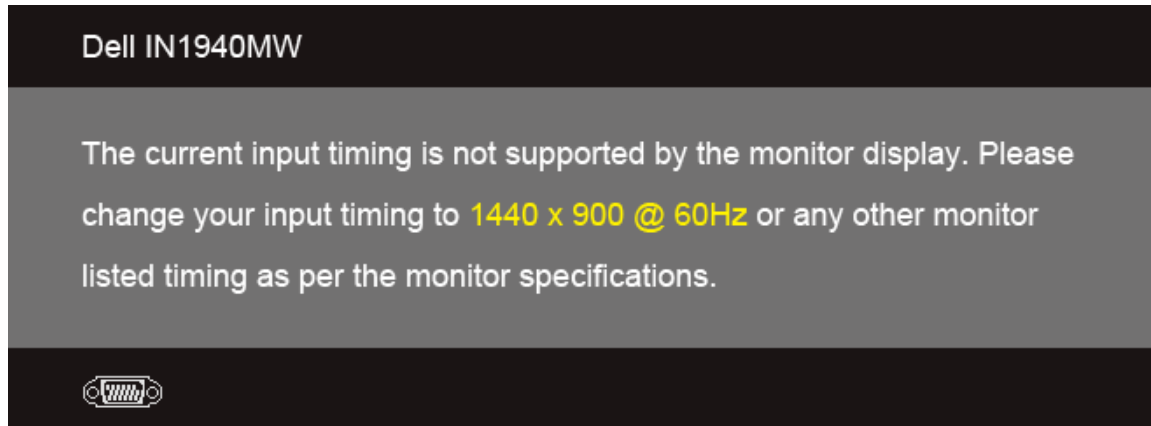 Dell IN1940MW
The current input timing is not supported by the monitor display. Please
change your input timing to 1440 x 900 @ 60Hz or any other monitor
listed timing as per the monitor specifications.